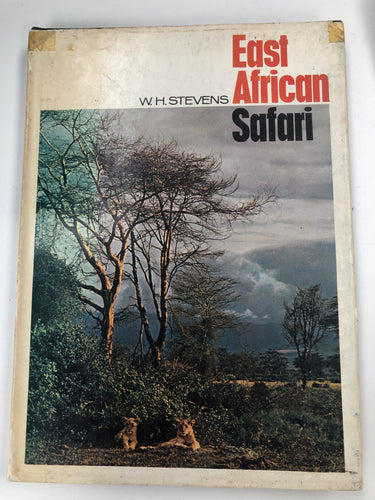 East
W. H. STEVENS African
Safari